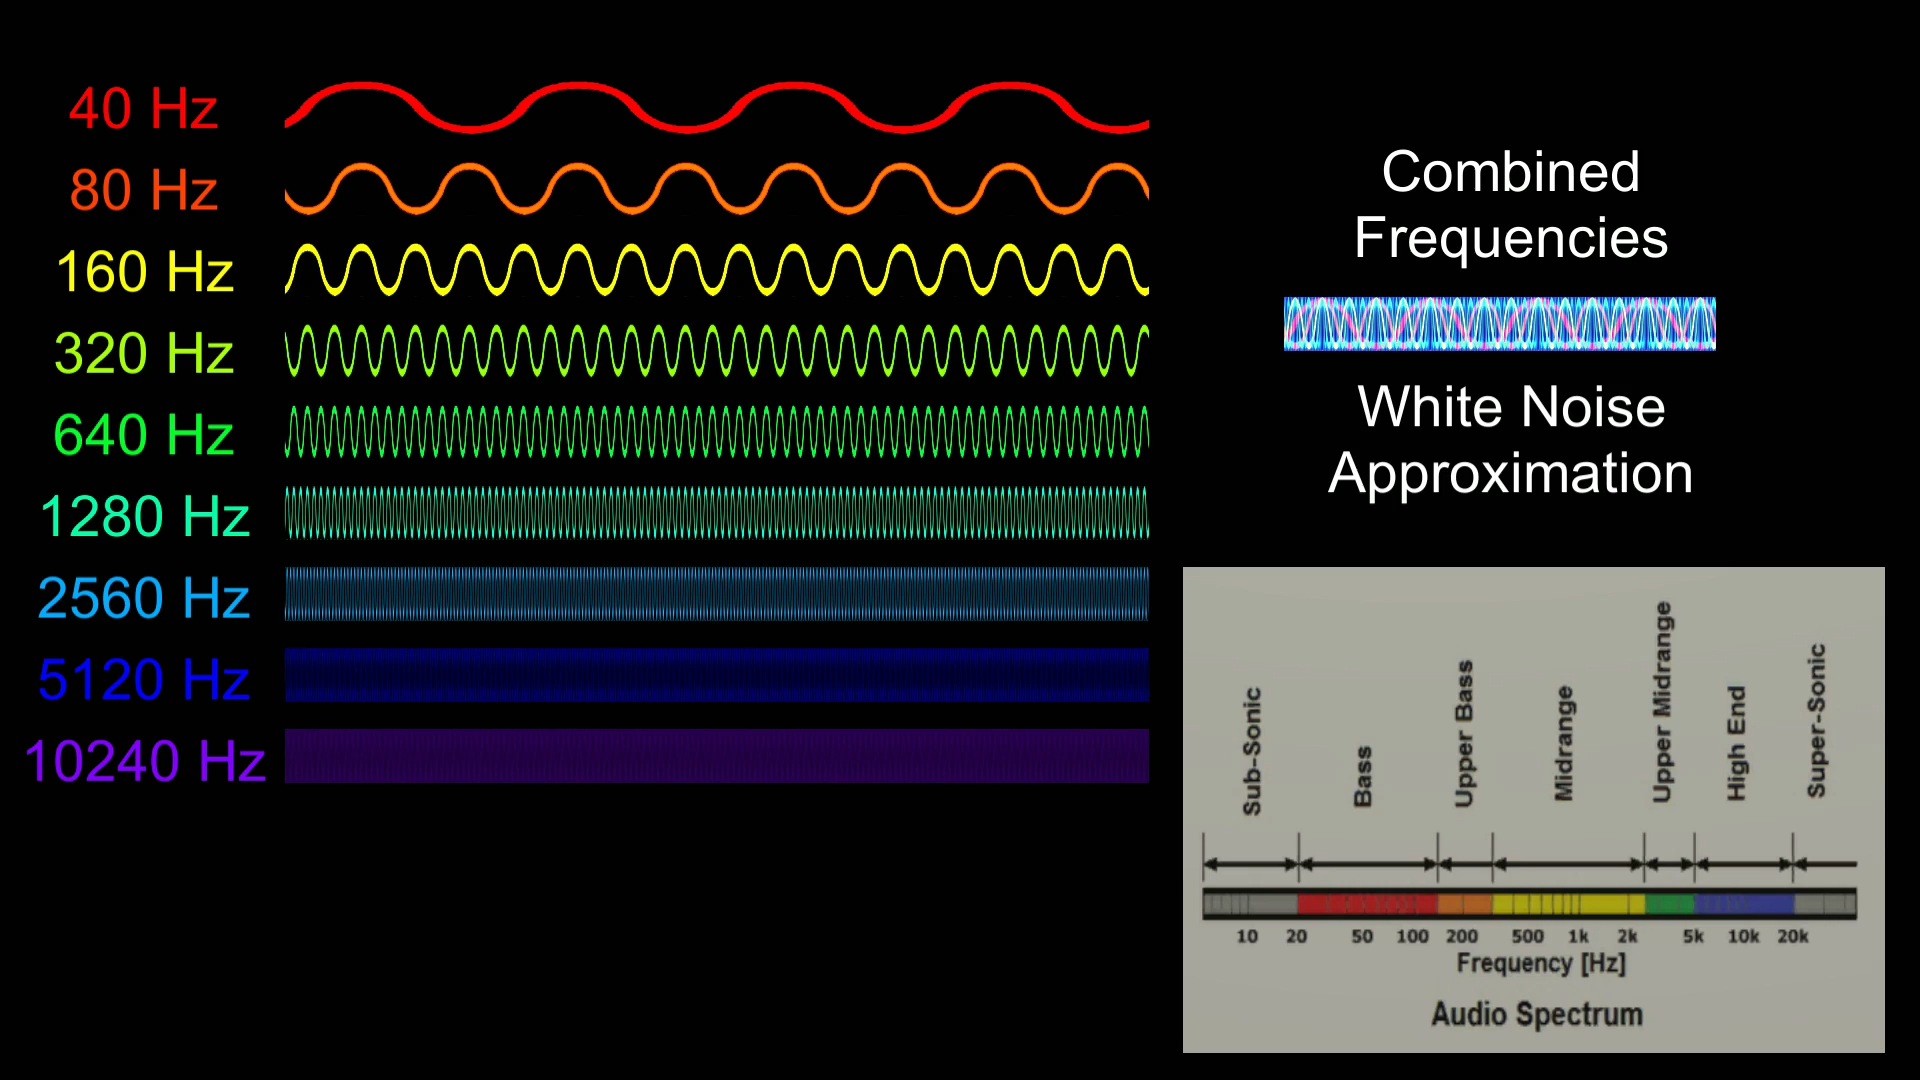 40 Hz
80 Hz
160 Hz
320 Hz
640 Hz
1280 Hz
2560 Hz
5120 Hz
10240 Hz
Combined
Frequencies
White Noise
Approximation
Sub-Sonic
Bass
Upper Bass
Midrange
Upper Midrange
High End
Super-Sonic
10 20 50 100 200 500 1k 2k 5k 10k 20k
Frequency [Hz]
Audio Spectrum